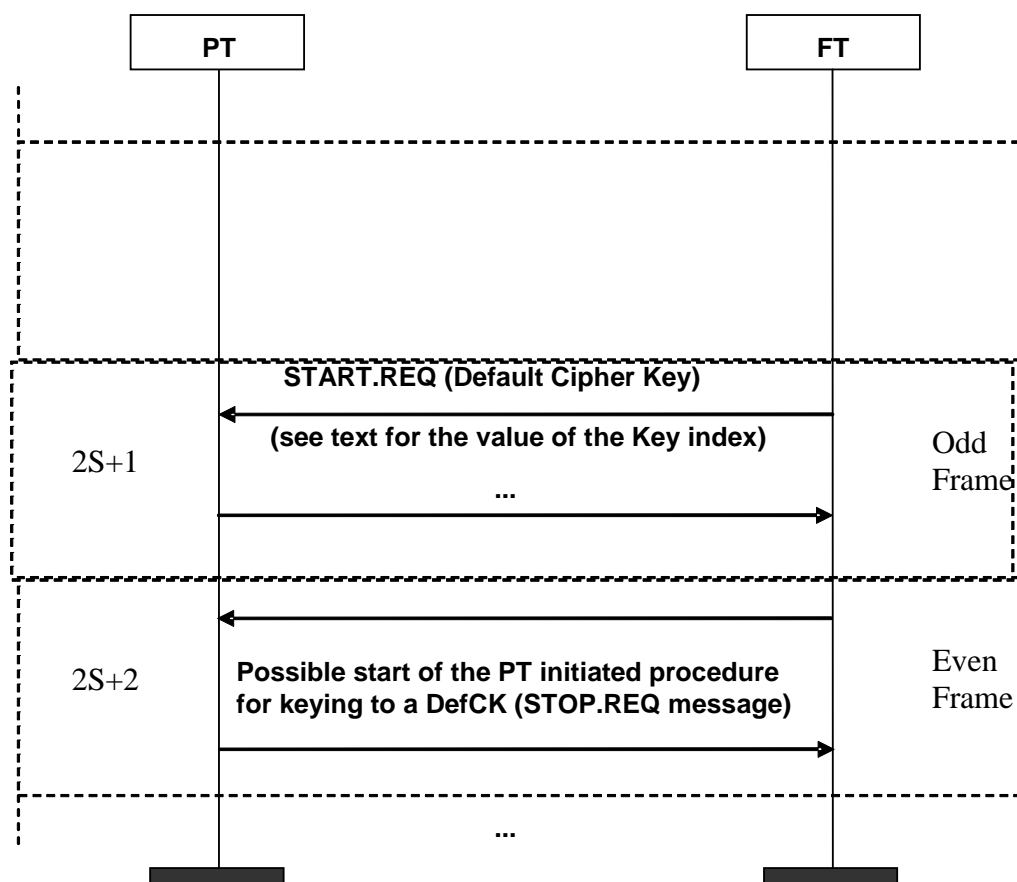 PT
FT
START.REQ (Default Cipher Key)
(see text for the value of the Key index)
2S+1
Odd
Frame
...
2S+2
Possible start of the PT initiated procedure
for keying to a DefCK (STOP.REQ message)
Even
Frame
...